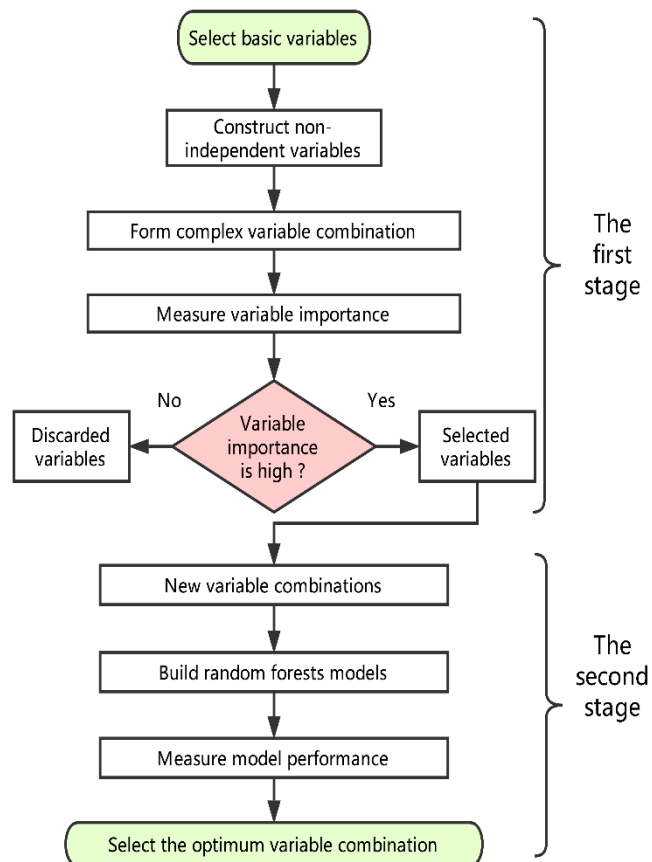 Select basic variables
Construct non-
independent variables
Form complex variable combination
Measure variable importance
The
first
stage
No
Yes
Variable
importance
is high ?
Discarded
variables
Selected
variables
New variable combinations
Build random forests models
The
second
stage
Measure model performance
Select the optimum variable combination